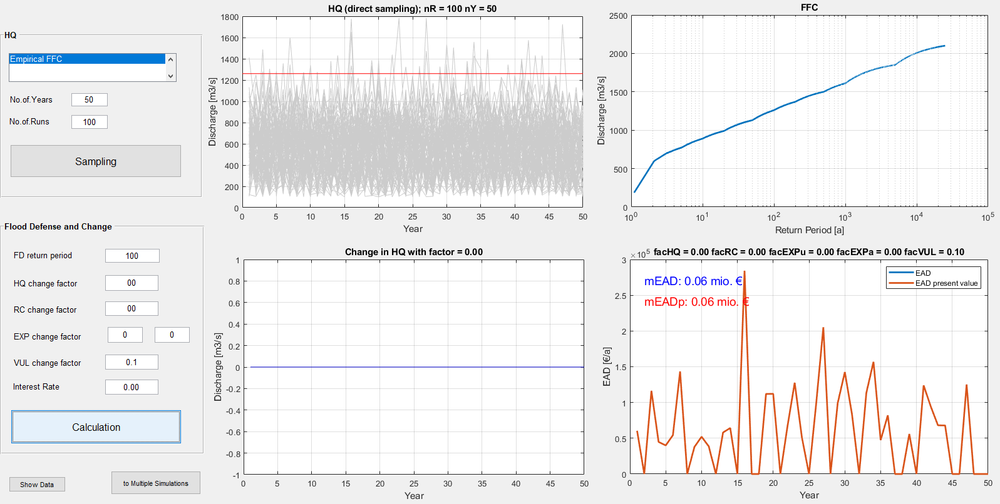 HQ
Empirical FFC
No.of.Years 50
No.of.Runs 100
Sampling
Flood Defense and Change
FD return period 100
HQ change factor 00
RC change factor 00
EXP change factor 0 0
VUL change factor 0.1
Interest Rate 0.00
Calculation
Show Data
to Multiple Simulations
HQ (direct sampling); nR = 100 nY = 50
Discharge [m3/s]
1800
1600
1400
1200
1000
800
600
400
200
0
0 5 10 15 20 25 30 35 40 45 50
Year
FFC
Discharge [m3/s]
2500
2000
1500
1000
500
0
10^0 10^1 10^2 10^3 10^4 10^5
Return Period [a]
Change in HQ with factor = 0.00
Discharge [m3/s]
1
0.8
0.6
0.4
0.2
0
-0.2
-0.4
-0.6
-0.8
-1
0 5 10 15 20 25 30 35 40 45 50
Year
×10^5 facHQ = 0.00 facRC = 0.00 facEXPu = 0.00 facEXPa = 0.00 facVUL = 0.10
EAD [€/a]
3
2.5
2
1.5
1
0.5
0
mEAD: 0.06 mio. €
mEADp: 0.06 mio. €
EAD
EAD present value
0 5 10 15 20 25 30 35 40 45 50
Year